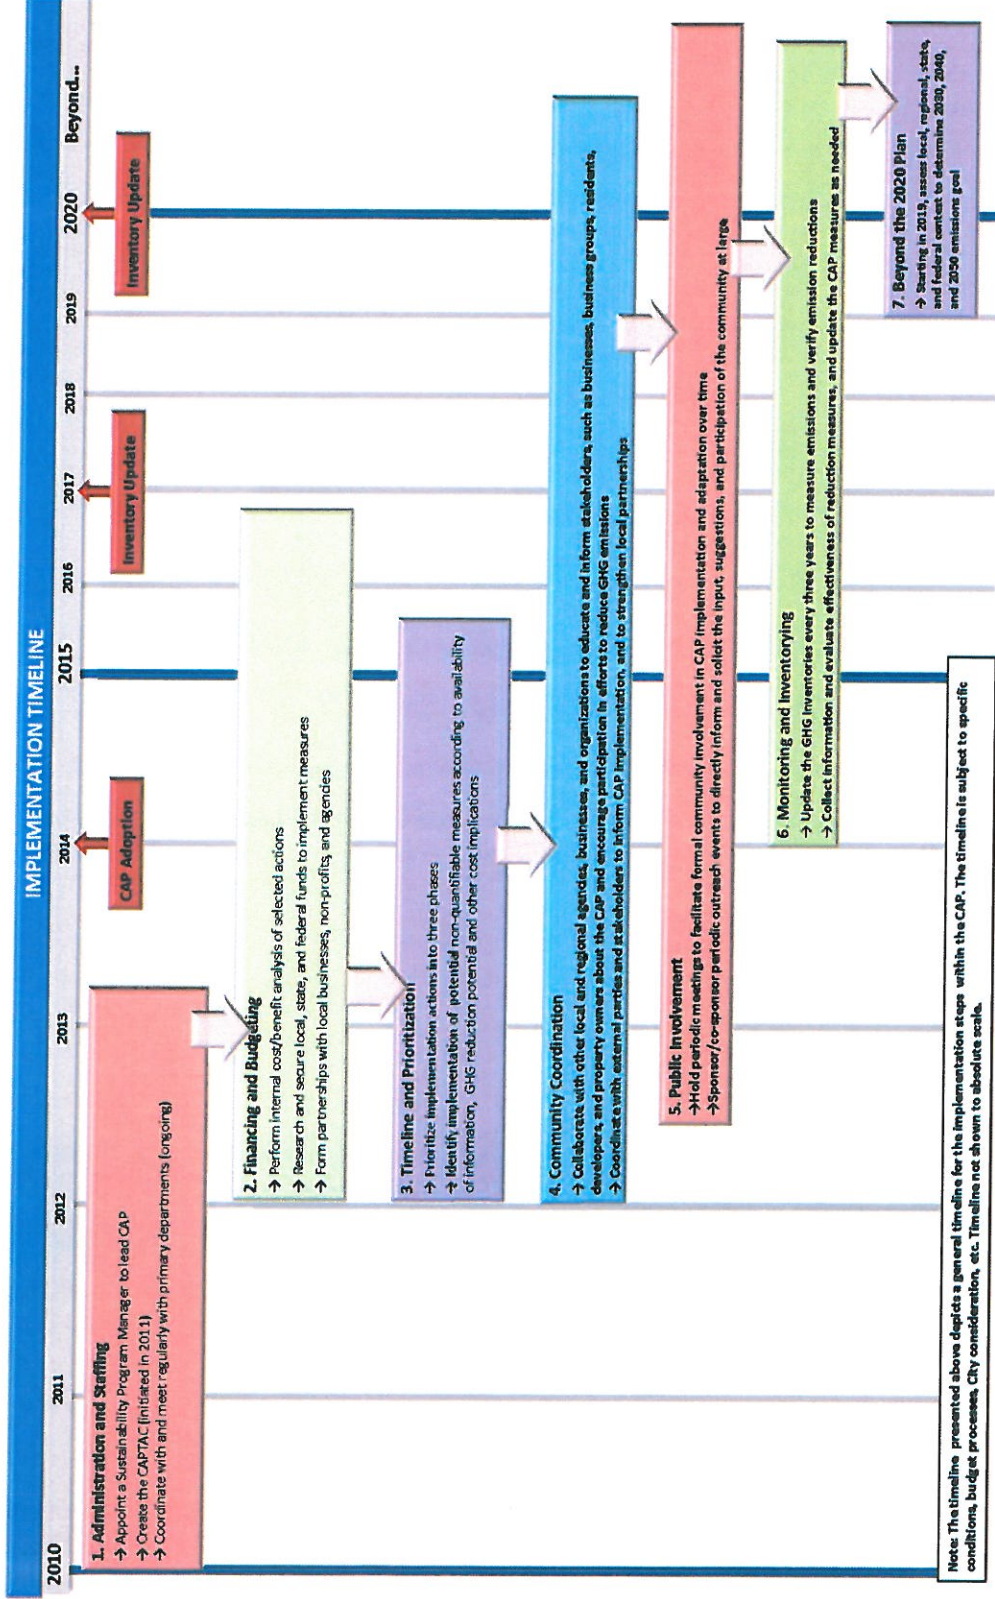 IMPLEMENTATION TIMELINE
2010
2011
2012
2013
2014
2015
2016
2017
2018
2019
2020
Beyond...
CAP Adoption
Inventory Update
Inventory Update
1. Administration and Staffing
→ Appoint a Sustainability Program Manager to lead CAP
→ Create the CAPTAC (initiated in 2011)
→ Coordinate with and meet regularly with primary departments (ongoing)
2. Financing and Budgeting
→ Perform internal cost/benefit analysis of selected actions
→ Research and secure local, state, and federal funds to implement measures
→ Form partnerships with local businesses, non-profits, and agencies
3. Timeline and Prioritization
→ Prioritize implementation actions into three phases
→ Identify implementation of potential non-quantifiable measures according to availability
of information, GHG reduction potential and other cost implications
4. Community Coordination
→ Collaborate with other local and regional agencies, businesses, and organizations to educate and inform stakeholders, such as businesses, business groups, residents,
developers, and property owners about the CAP and encourage participation in efforts to reduce GHG emissions
→ Coordinate with external parties and stakeholders to inform CAP implementation, and to strengthen local partnerships
5. Public Involvement
→Hold periodic meetings to facilitate formal community involvement in CAP implementation and adaptation over time
→Sponsor/co-sponsor periodic outreach events to directly inform and solicit the input, suggestions, and participation of the community at large
6. Monitoring and Inventorying
→ Update the GHG Inventories every three years to measure emissions and verify emission reductions
→ Collect information and evaluate effectiveness of reduction measures, and update the CAP measures as needed
7. Beyond the 2020 Plan
→ Starting in 2019, assess local, regional, state,
and federal context to determine 2030, 2040,
and 2050 emissions goal
Note: The timeline presented above depicts a general timeline for the implementation steps within the CAP. The timeline is subject to specific
conditions, budget processes, City consideration, etc. Timeline not shown to absolute scale.